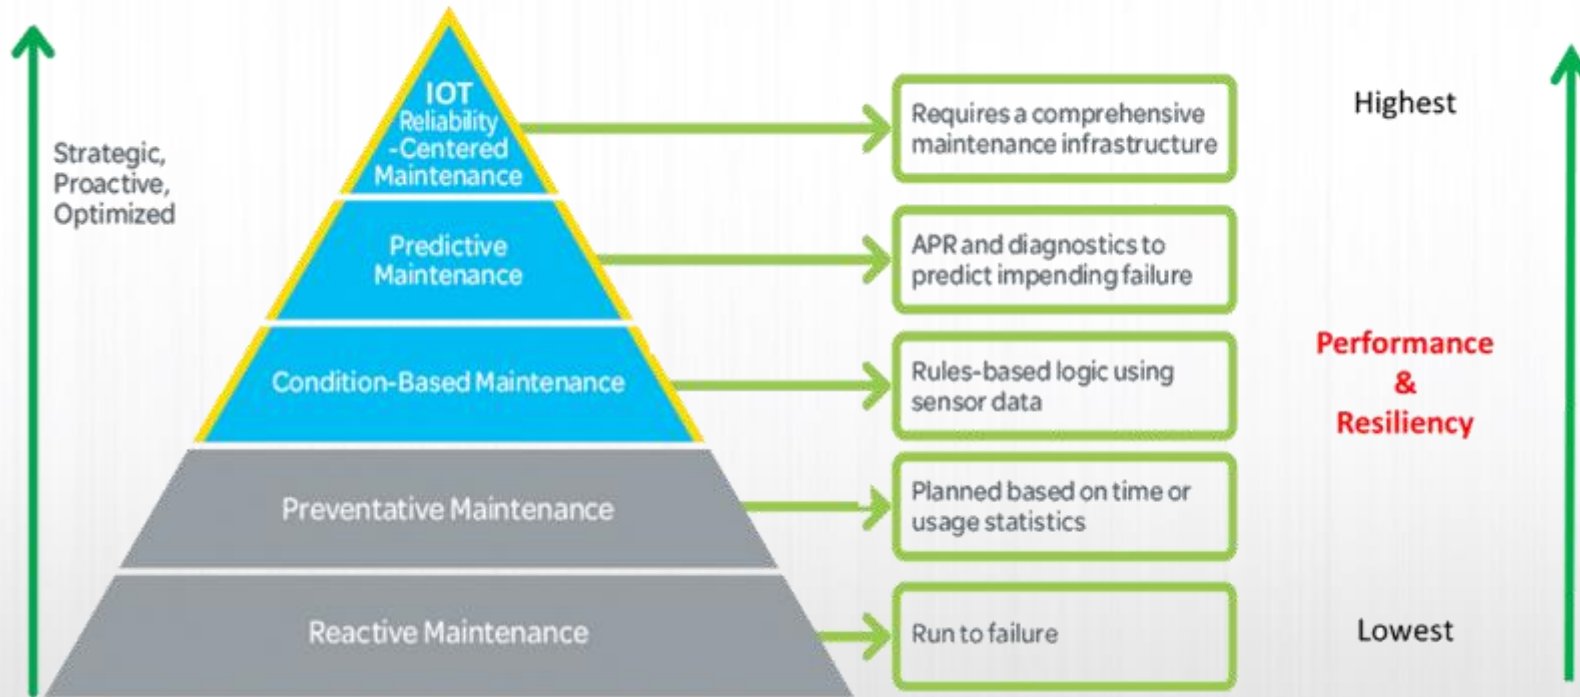 Strategic,
Proactive,
Optimized
IOT
Reliability
-Centered
Maintenance
Requires a comprehensive
maintenance infrastructure
Highest
Predictive
Maintenance
APR and diagnostics to
predict impending failure
Condition-Based Maintenance
Rules-based logic using
sensor data
Performance
&
Resiliency
Preventative Maintenance
Planned based on time or
usage statistics
Reactive Maintenance
Run to failure
Lowest